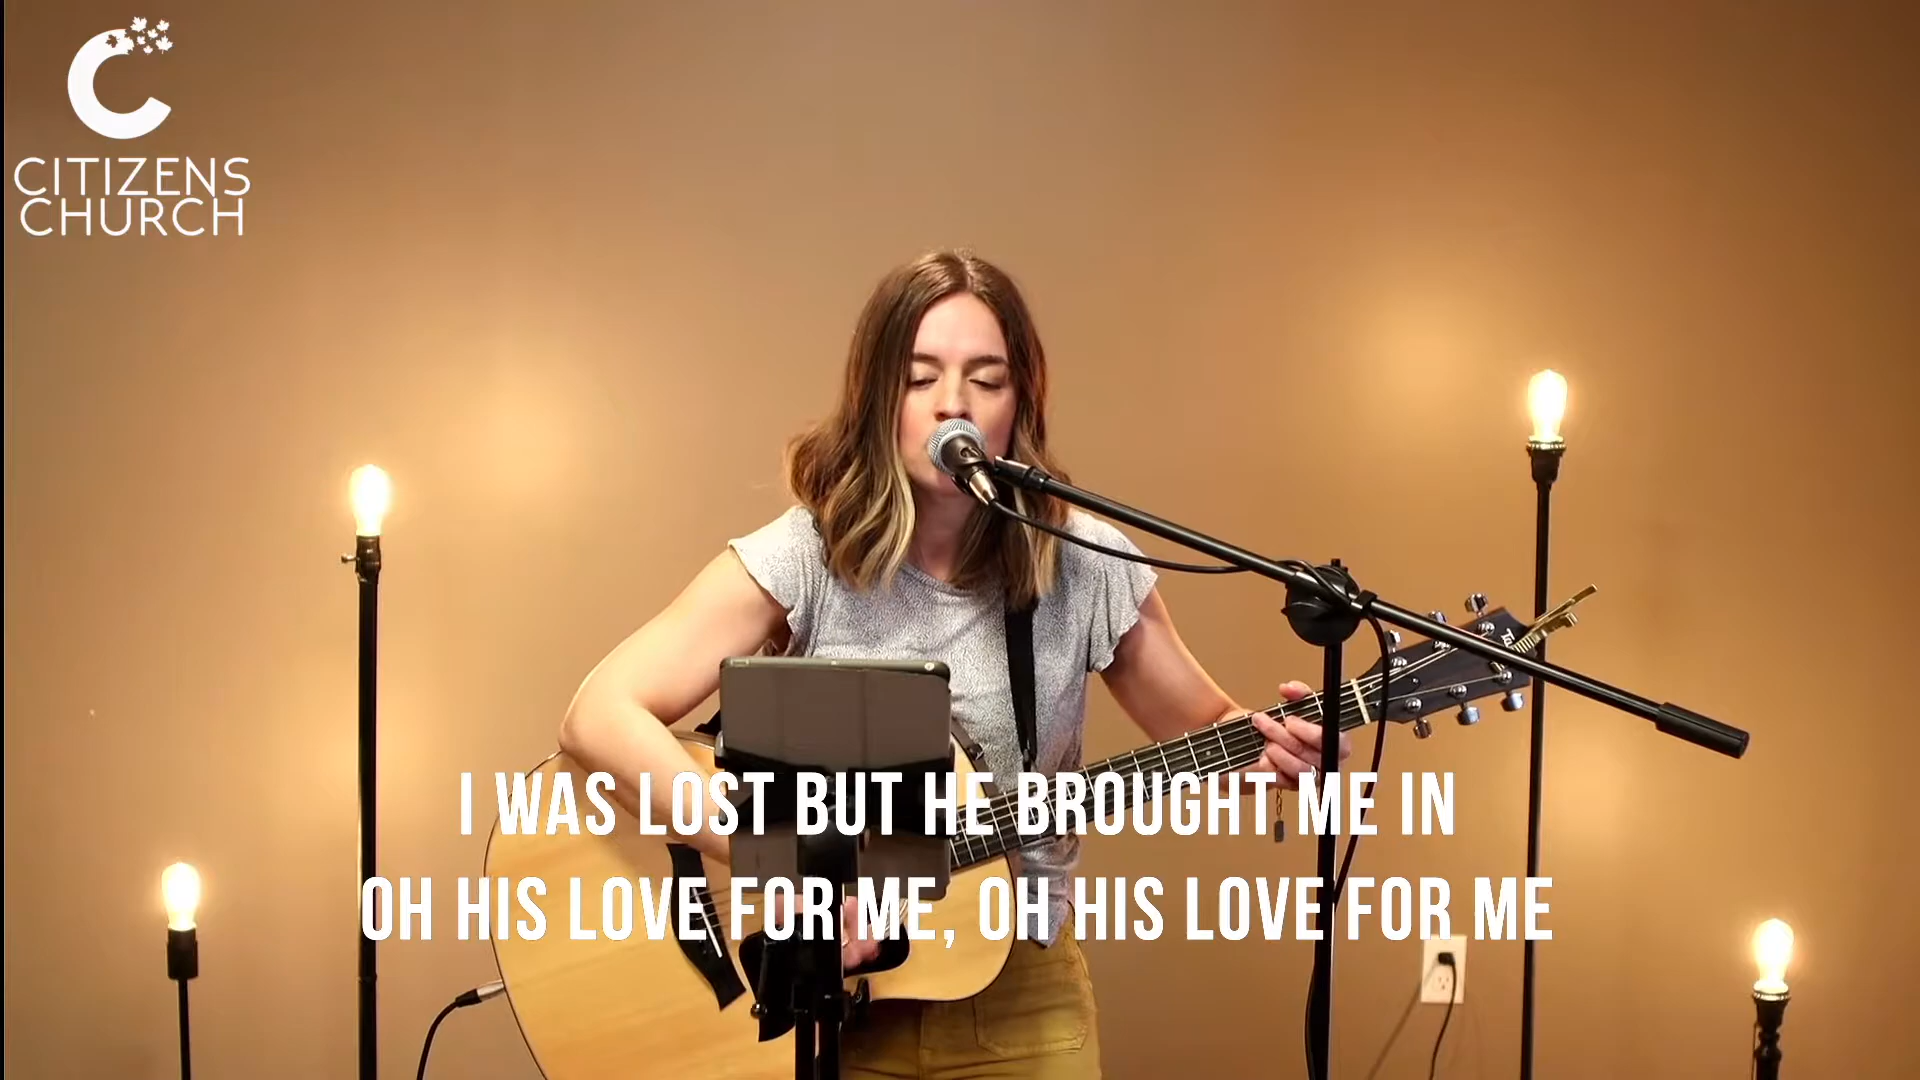 CITIZENS
CHURCH
I WAS LOST BUT HE BROUGHT ME IN
OH HIS LOVE FOR ME, OH HIS LOVE FOR ME